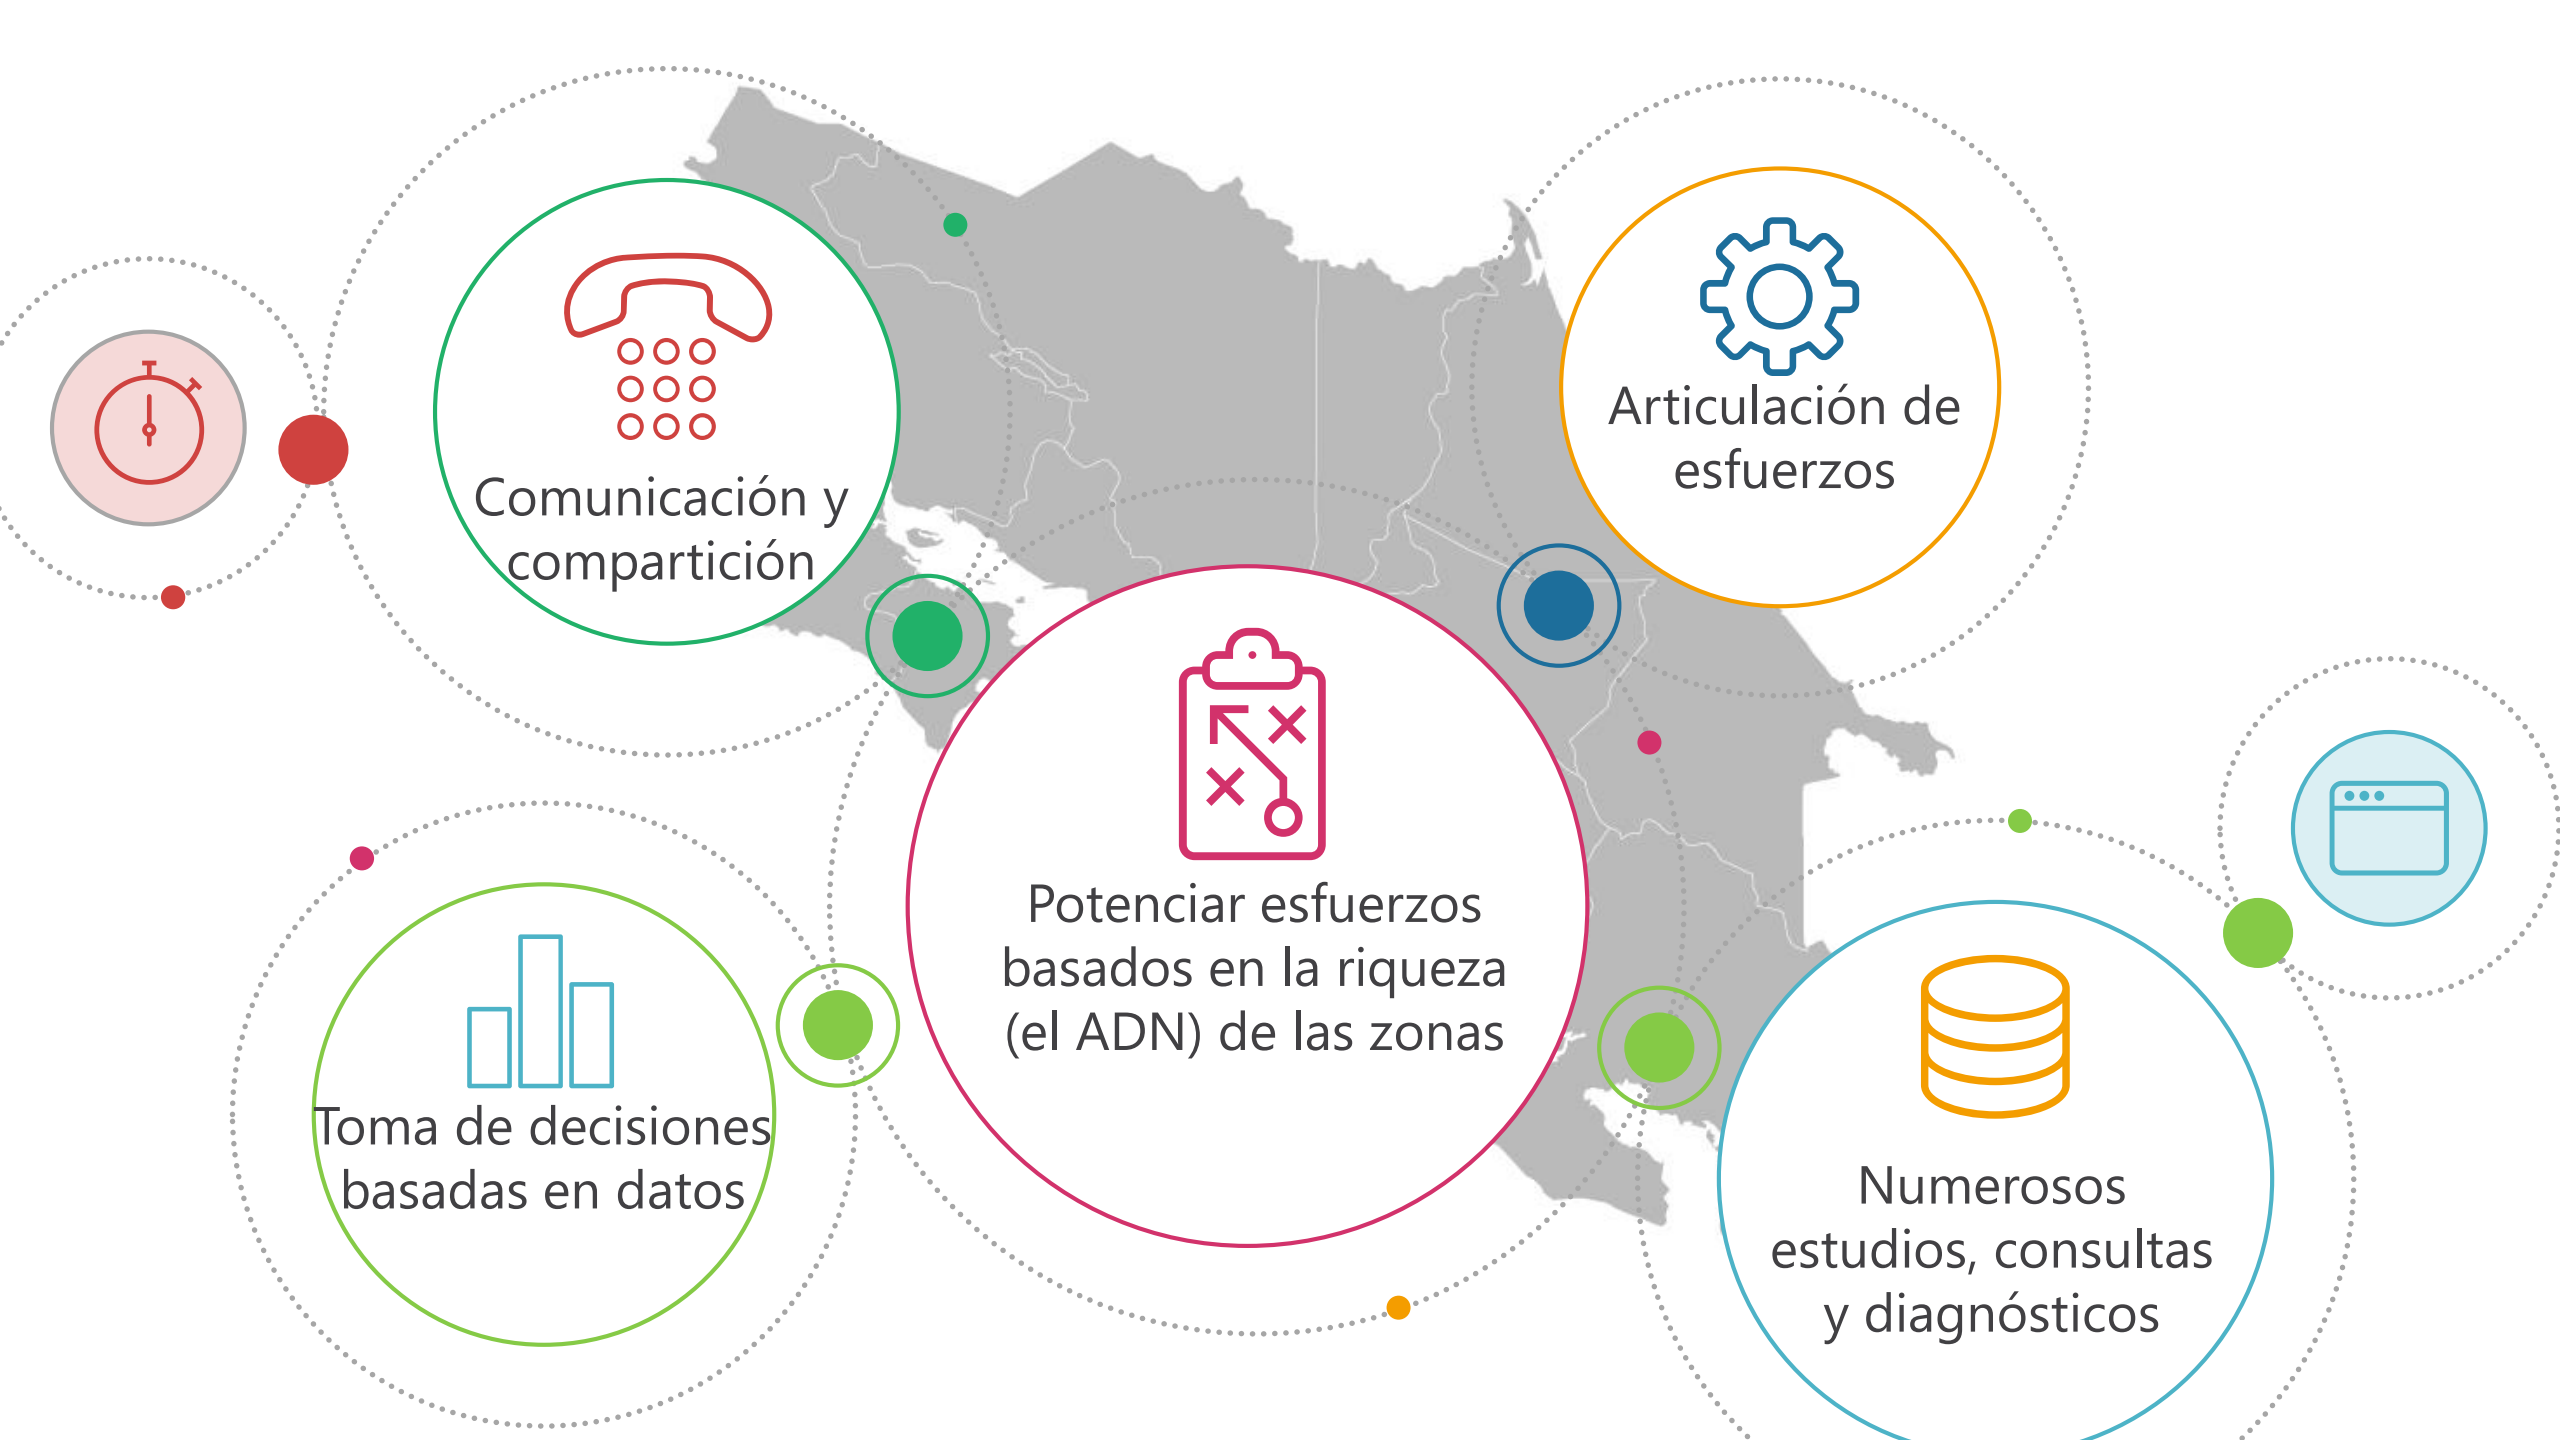 Comunicación y
compartición
Articulación de
esfuerzos
Potenciar esfuerzos
basados en la riqueza
(el ADN) de las zonas
Toma de decisiones
basadas en datos
Numerosos
estudios, consultas
y diagnósticos